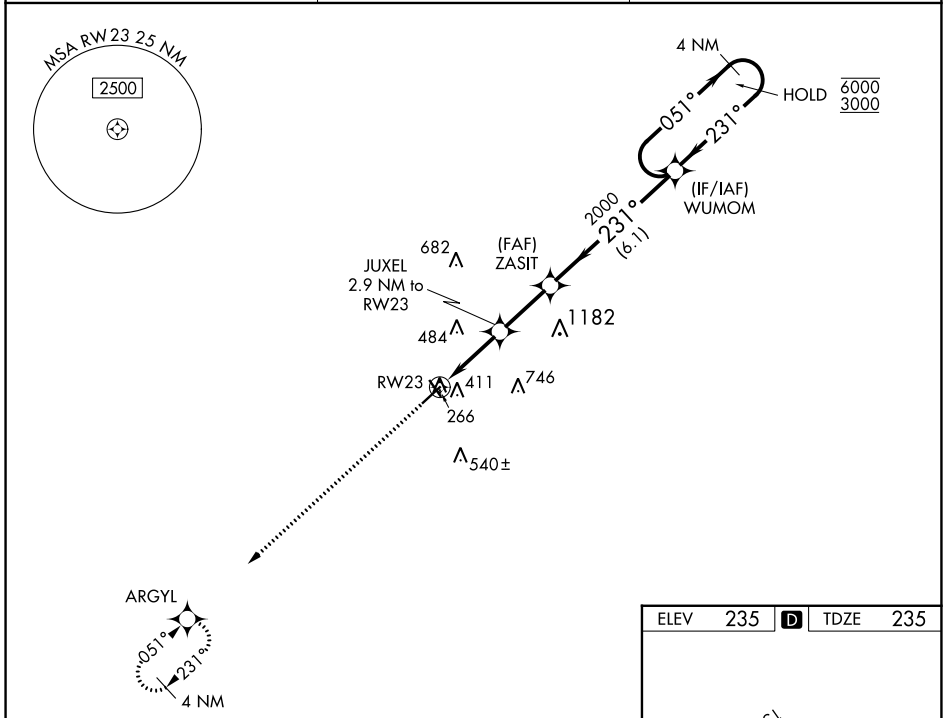 MSA RW23 25 NM
2500
4 NM
HOLD
6000
3000
051°
231°
(IF/IAF)
WUMOM
2000
231°
(6.1)
(FAF)
ZASIT
682
JUXEL
2.9 NM to
RW23
1182
484
RW23
411
746
266
540±
ARGYL
051°
231°
4 NM
ELEV 235 D TDZE 235